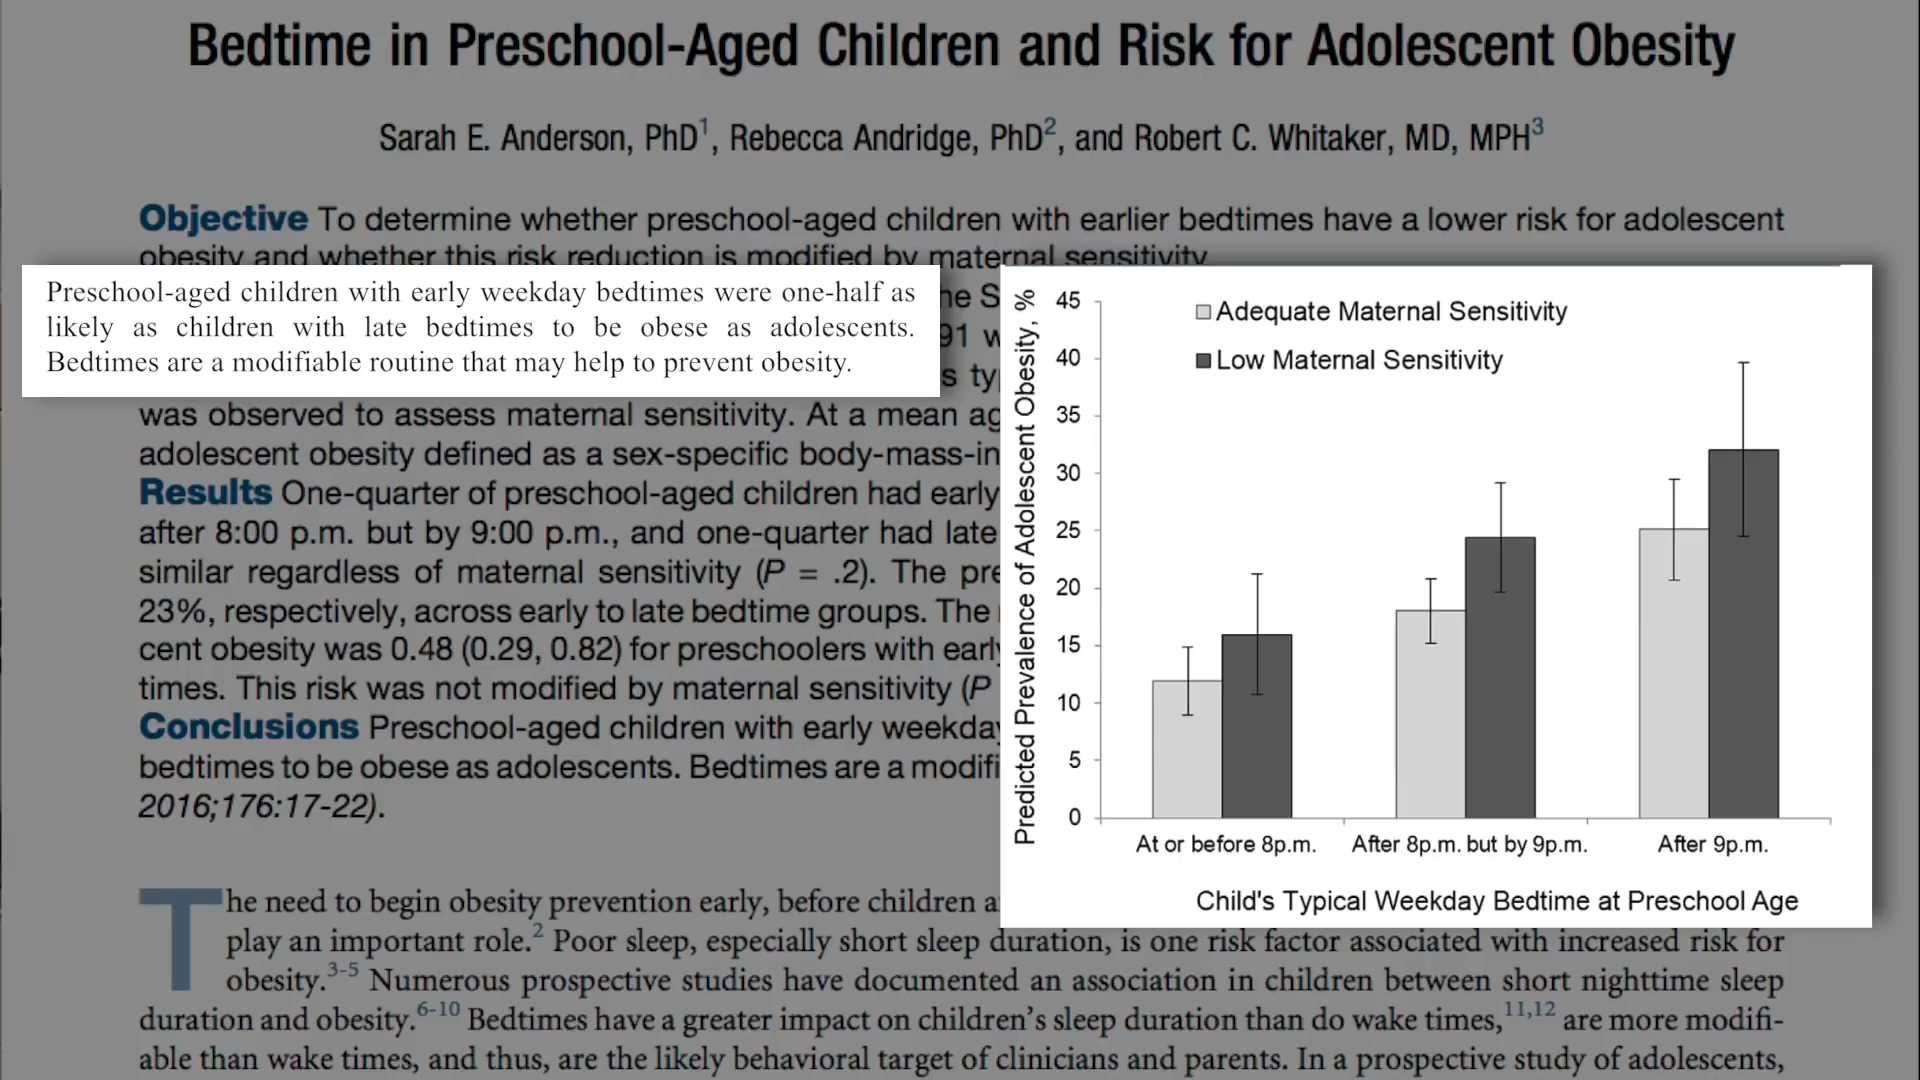 Bedtime in Preschool-Aged Children and Risk for Adolescent Obesity
Sarah E. Anderson, PhD1, Rebecca Andridge, PhD2, and Robert C. Whitaker, MD, MPH3
Objective To determine whether preschool-aged children with earlier bedtimes have a lower risk for adolescent
obesity and whether this risk reduction is modified by maternal sensitivity.
Preschool-aged children with early weekday bedtimes were one-half as
likely as children with late bedtimes to be obese as adolescents.
Bedtimes are a modifiable routine that may help to prevent obesity.
he S
91 w
s ty
was observed to assess maternal sensitivity. At a mean ag
adolescent obesity defined as a sex-specific body-mass-in
Results One-quarter of preschool-aged children had early
after 8:00 p.m. but by 9:00 p.m., and one-quarter had late
similar regardless of maternal sensitivity (P = .2). The pre
23%, respectively, across early to late bedtime groups. The
cent obesity was 0.48 (0.29, 0.82) for preschoolers with earl
times. This risk was not modified by maternal sensitivity (P
Conclusions Preschool-aged children with early weekday
bedtimes to be obese as adolescents. Bedtimes are a modifi
2016;176:17-22).
Predicted Prevalence of Adolescent Obesity, %
Adequate Maternal Sensitivity
Low Maternal Sensitivity
45
40
35
30
25
20
15
10
5
0
At or before 8p.m. After 8p.m. but by 9p.m. After 9p.m.
Child's Typical Weekday Bedtime at Preschool Age
The need to begin obesity prevention early, before children a
play an important role.2 Poor sleep, especially short sleep duration, is one risk factor associated with increased risk for
obesity.3-5 Numerous prospective studies have documented an association in children between short nighttime sleep
duration and obesity.6-10 Bedtimes have a greater impact on children's sleep duration than do wake times,11,12 are more modifi-
able than wake times, and thus, are the likely behavioral target of clinicians and parents. In a prospective study of adolescents,